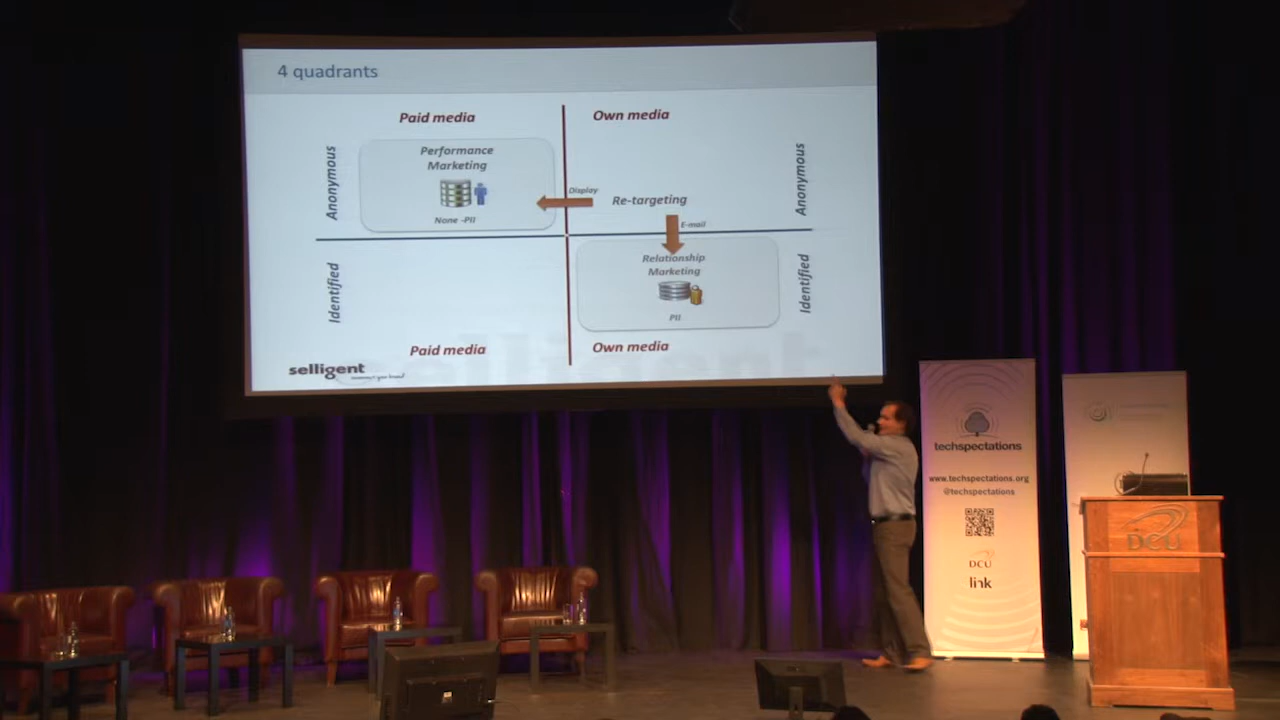 4 quadrants
Paid media
Own media
Anonymous
Performance
Marketing
None -PII
Display
Re-targeting
E-mail
Anonymous
Identified
Relationship
Marketing
PII
Identified
Paid media
Own media
selligent
techspectations
www.techspectations.org
@techspectations
DCU
link
DCU